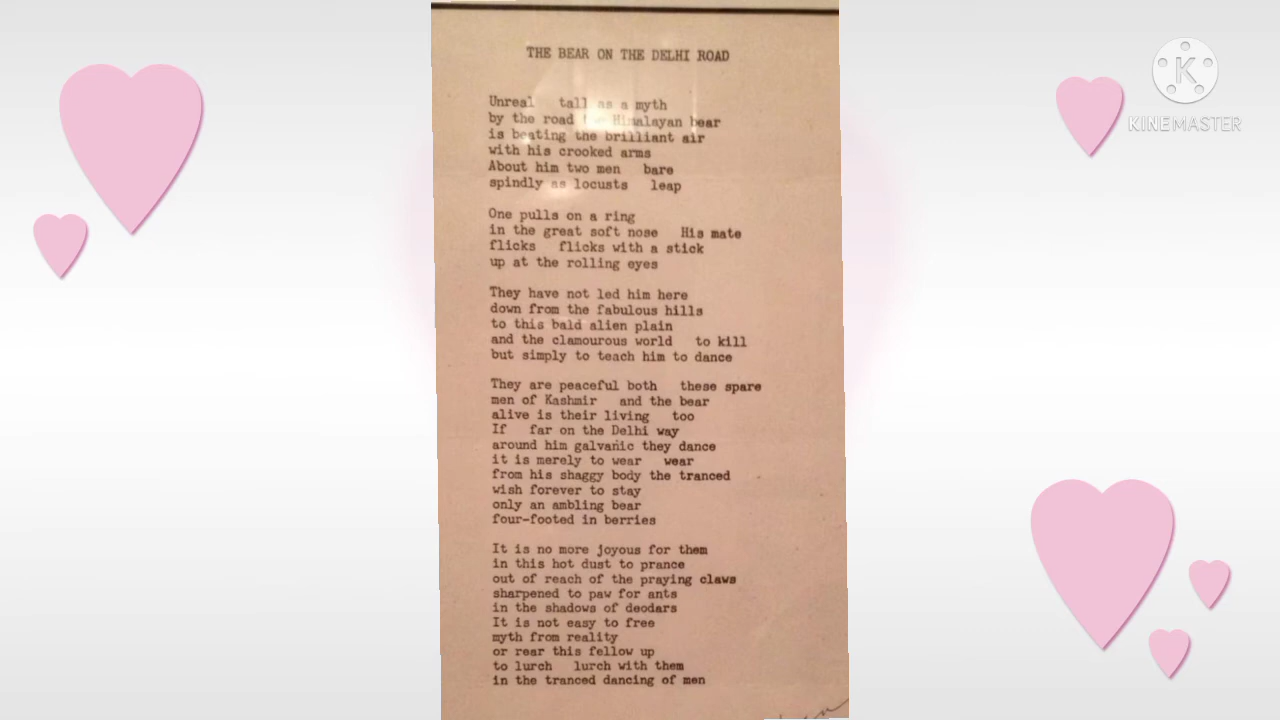 THE BEAR ON THE DELHI ROAD
Unreal tall as a myth
by the road the Himalayan bear
is beating the brilliant air
with his crooked arms
About him two men bare
spindly as locusts leap
One pulls on a ring
in the great soft nose His mate
flicks flicks with a stick
up at the rolling eyes
They have not led him here
down from the fabulous hills
to this bald alien plain
and the clamourous world to kill
but simply to teach him to dance
They are peaceful both these spare
men of Kashmir and the bear
alive is their living too
If far on the Delhi way
around him galvanic they dance
it is merely to wear wear
from his shaggy body the tranced
wish forever to stay
only an ambling bear
four-footed in berries
It is no more joyous for them
in this hot dust to prance
out of reach of the praying claws
sharpened to paw for ants
in the shadows of deodars
It is not easy to free
myth from reality
or rear this fellow up
to lurch lurch with them
in the tranced dancing of men
K
KINEMASTER